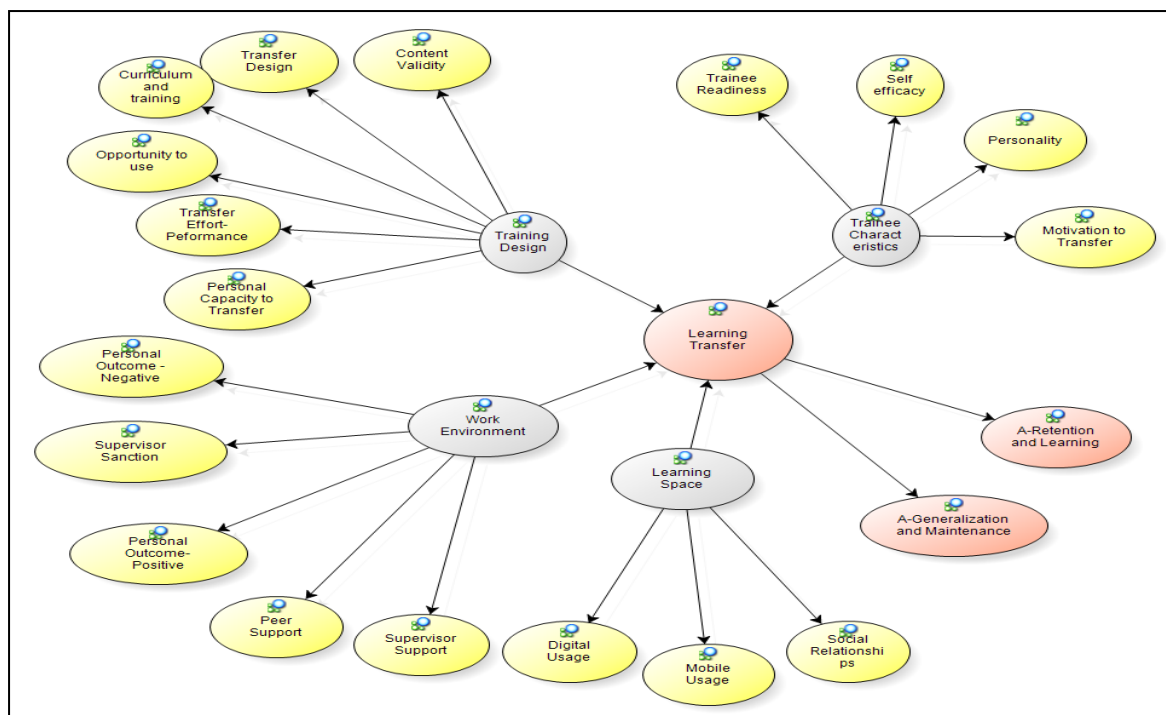 Transfer
Design
Content
Validity
Curriculum
and
training
Trainee
Readiness
Self
efficacy
Opportunity to
use
Personality
Transfer
Effort-
Peformance
Training
Design
Trainee
Charact
eristics
Motivation to
Transfer
Personal
Capacity to
Transfer
Learning
Transfer
Personal
Outcome -
Negative
Work
Environment
A-Retention
and Learning
Supervisor
Sanction
Learning
Space
A-Generalization
and Maintenance
Personal
Outcome-
Positive
Peer
Support
Supervisor
Support
Digital
Usage
Mobile
Usage
Social
Relationshi
ps